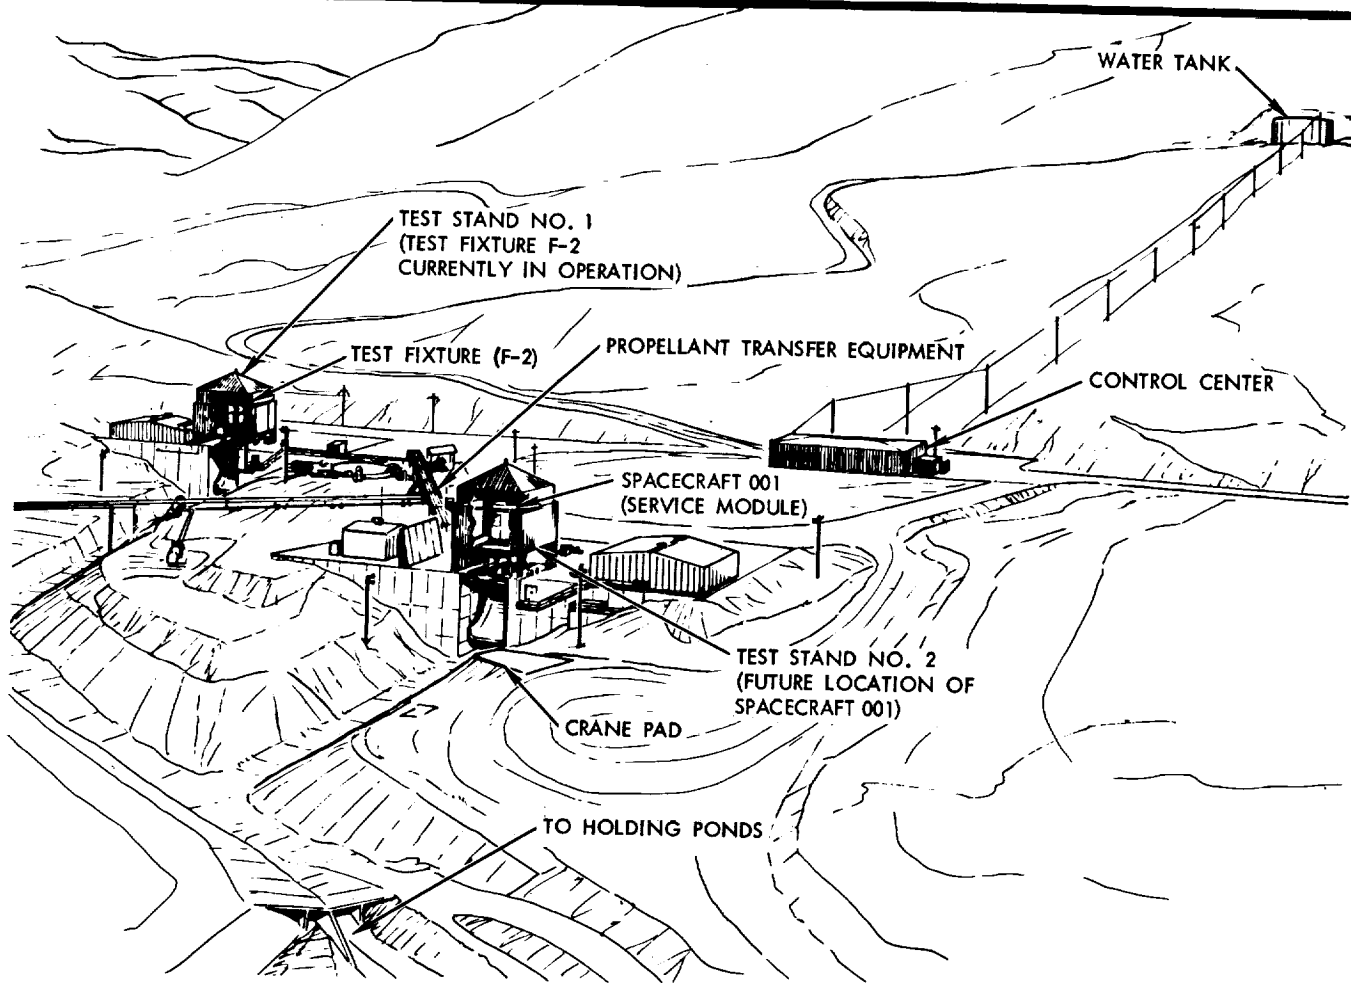 WATER TANK
TEST STAND NO. 1
(TEST FIXTURE F-2
CURRENTLY IN OPERATION)
TEST FIXTURE (F-2)
PROPELLANT TRANSFER EQUIPMENT
CONTROL CENTER
SPACECRAFT 001
(SERVICE MODULE)
TEST STAND NO. 2
(FUTURE LOCATION OF
SPACECRAFT 001)
CRANE PAD
TO HOLDING PONDS